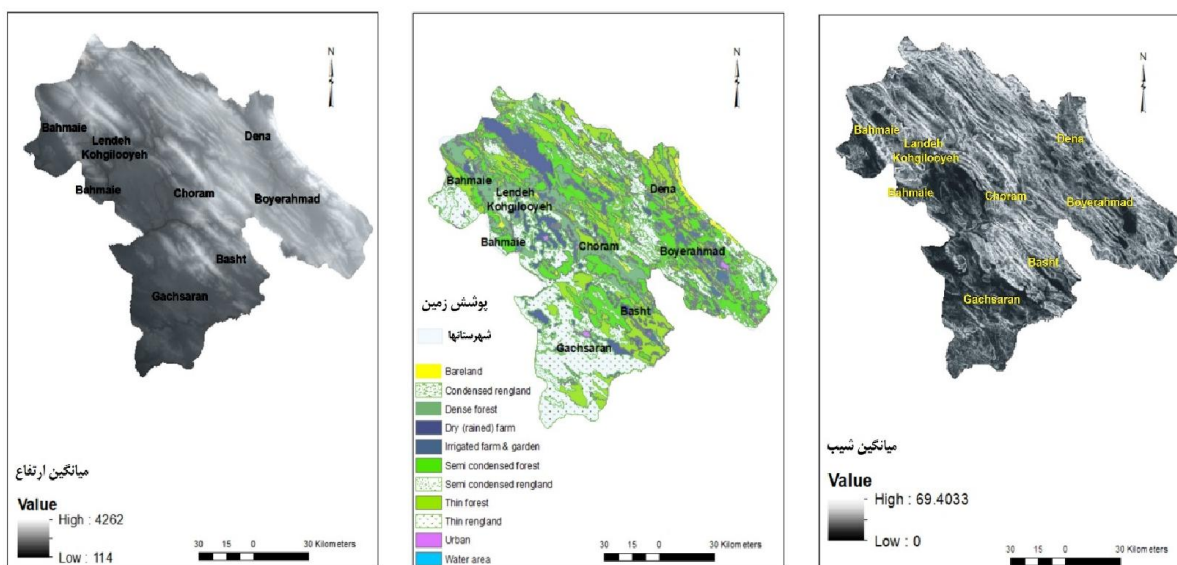 N
Bahmaie
Lendeh
Kohgilooyeh
Dena
Bahmaie
Choram
Boyerahmad
Basht
Gachsaran
میانگین ارتفاع
Value
High : 4262
Low : 114
30 15 0 30 Kilometers
N
Bahmaie
Lendeh
Kohgilooyeh
Dena
Bahmaie
Choram
Boyerahmad
Basht
Gachsaran
پوشش زمین
شهرستانها
Bareland
Condensed rengland
Dense forest
Dry (rained) farm
Irrigated farm & garden
Semi condensed forest
Semi condensed rengland
Thin forest
Thin rengland
Urban
Water area
30 15 0 30 Kilometers
N
Bahmaie
Landeh
Kohgilooyeh
Dena
Bahmaie
Choram
Boyerahmad
Basht
Gachsaran
میانگین شیب
Value
High : 69.4033
Low : 0
30 15 0 30 Kilometers